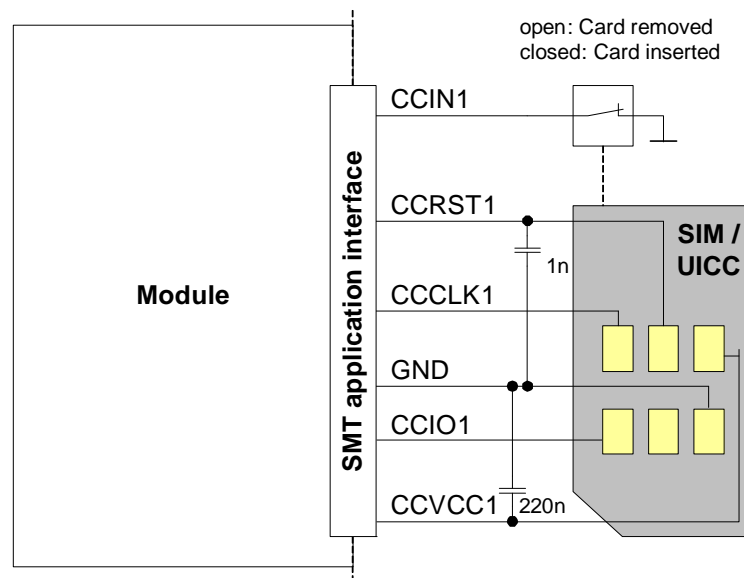 open: Card removed
closed: Card inserted
CCIN1
CCRST1
SIM /
UICC
1n
Module
SMT application interface
CCCLK1
GND
CCIO1
CCVCC1
220n